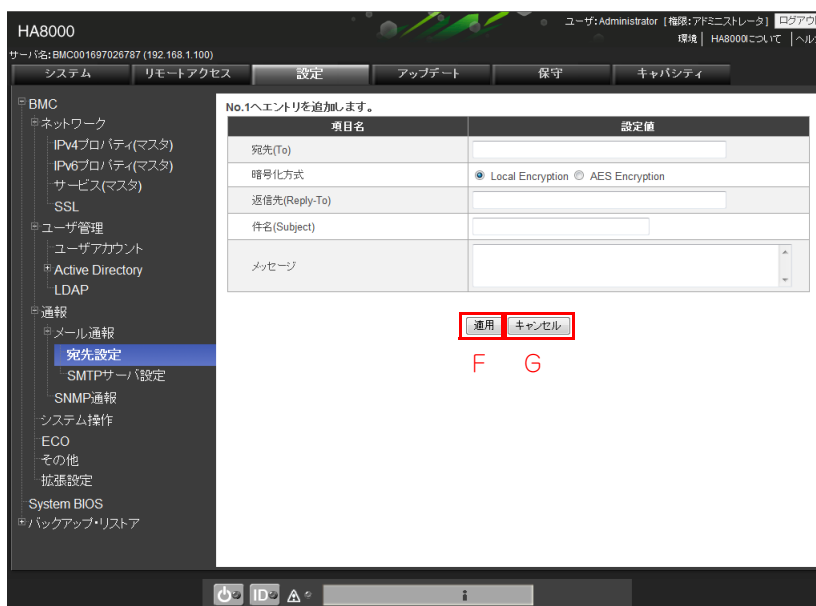 HA8000
ユーザ:Administrator [権限:アドミニストレータ] ログアウ
環境 | HA8000について | ヘル
サーバ名:BMC001697026787 (192.168.1.100)
システム リモートアクセス 設定 アップデート 保守 キャパシティ
BMC
ネットワーク
IPv4プロパティ(マスタ)
IPv6プロパティ(マスタ)
サービス(マスタ)
SSL
ユーザ管理
ユーザアカウント
Active Directory
LDAP
通報
メール通報
宛先設定
SMTPサーバ設定
SNMP通報
システム操作
ECO
その他
拡張設定
System BIOS
バックアップ・リストア
No.1へエントリを追加します。
項目名 設定値
宛先(To)
暗号化方式 Local Encryption AES Encryption
返信先(Reply-To)
件名(Subject)
メッセージ
適用 キャンセル
F G
ID